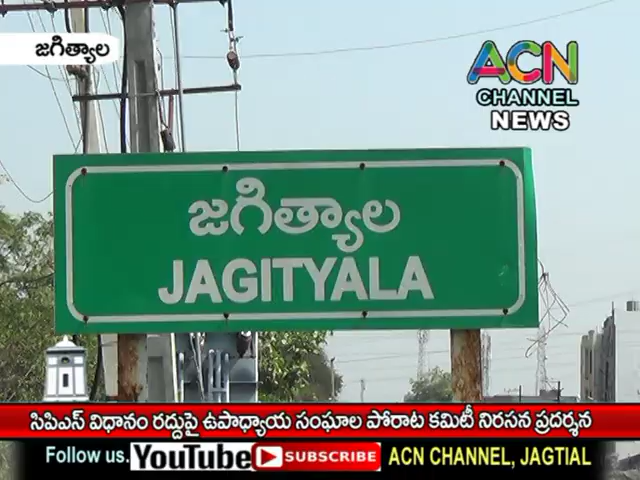 జగిత్యాల
ACN
CHANNEL
NEWS
జగిత్యాల
JAGITYALA
సిపిఎస్ విధానం రద్దుపై ఉపాధ్యాయ సంఘాల పోరాట కమిటీ నిరసన ప్రదర్శన
Follow us. YouTube SUBSCRIBE ACN CHANNEL, JAGTIAL